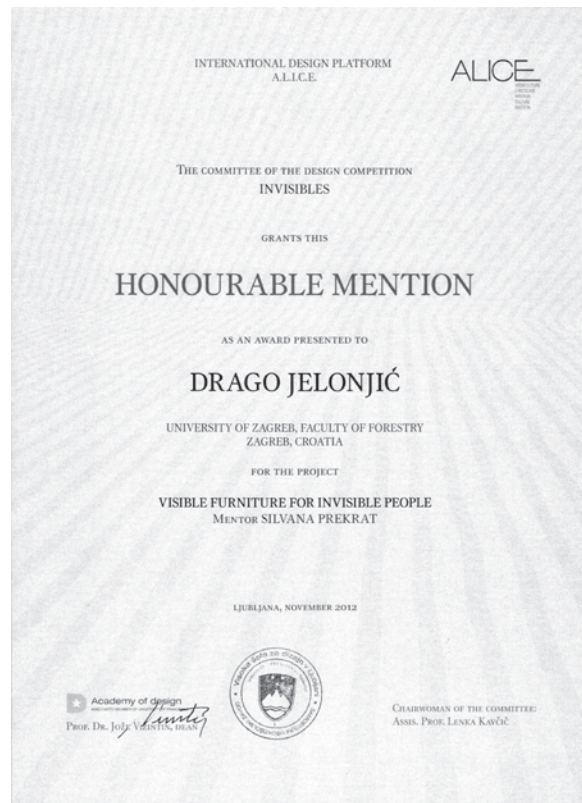 INTERNATIONAL DESIGN PLATFORM
A.L.I.C.E.
ALICE
THE COMMITTEE OF THE DESIGN COMPETITION
INVISIBLES
GRANTS THIS
HONOURABLE MENTION
AS AN AWARD PRESENTED TO
DRAGO JELONJIĆ
UNIVERSITY OF ZAGREB, FACULTY OF FORESTRY
ZAGREB, CROATIA
FOR THE PROJECT
VISIBLE FURNITURE FOR INVISIBLE PEOPLE
MENTOR SILVANA PREKRAT
LJUBLJANA, NOVEMBER 2012
Academy of design
PROF. DR. JOŽE VIŽINTIN, DEAN
CHAIRWOMAN OF THE COMMITTEE:
ASSIS. PROF. LENKA KAVČIČ